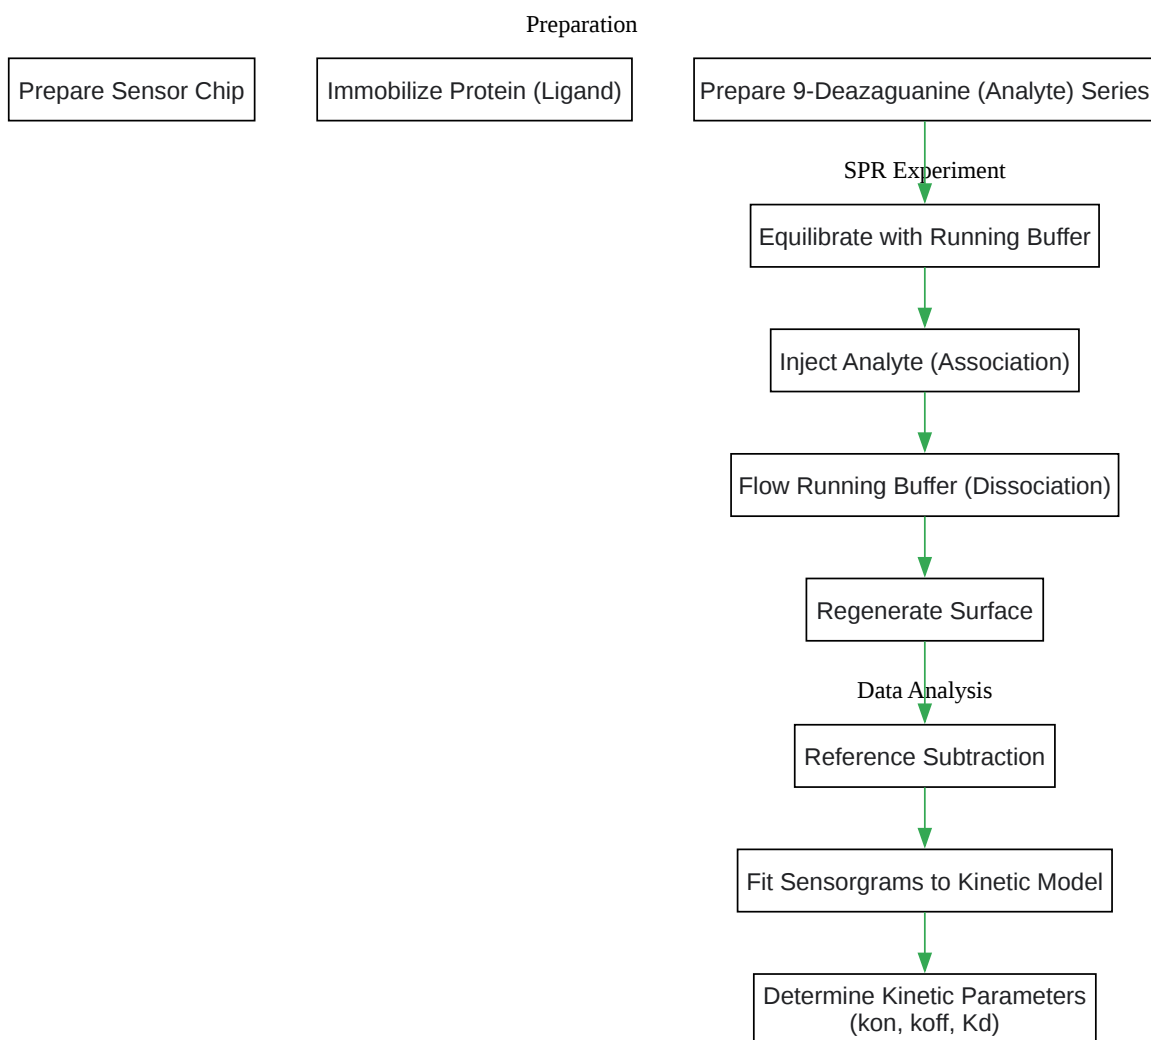 Preparation
Prepare Sensor Chip
Immobilize Protein (Ligand)
Prepare 9-Deazaguanine (Analyte) Series
SPR Experiment
Equilibrate with Running Buffer
Inject Analyte (Association)
Flow Running Buffer (Dissociation)
Regenerate Surface
Data Analysis
Reference Subtraction
Fit Sensorgrams to Kinetic Model
Determine Kinetic Parameters
(kon, koff, Kd)